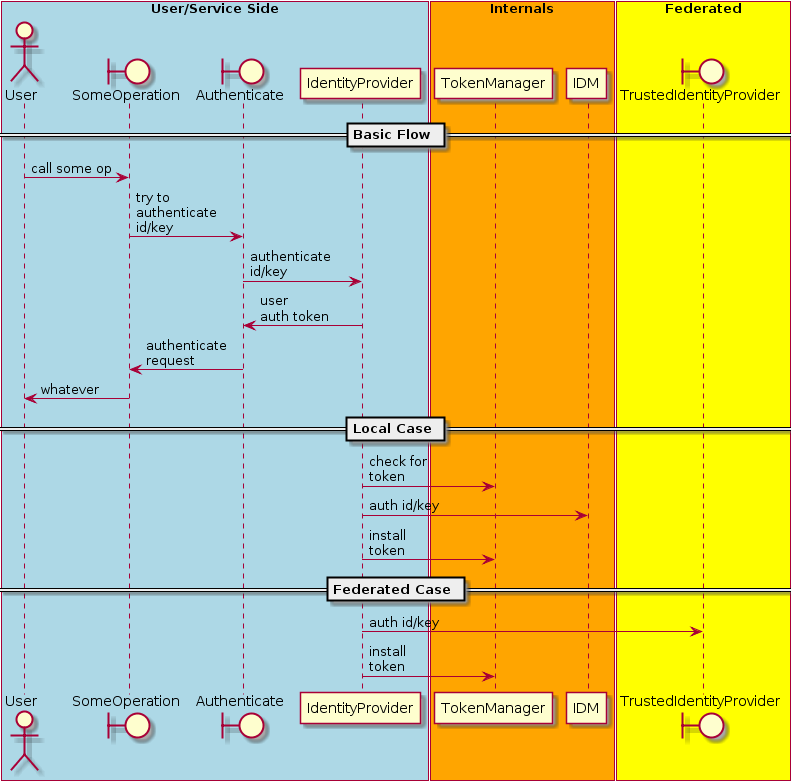 User/Service Side
Internals
Federated
User
SomeOperation
Authenticate
IdentityProvider
TokenManager
IDM
TrustedIdentityProvider
Basic Flow
call some op
try to
authenticate
id/key
authenticate
id/key
user
auth token
authenticate
request
whatever
Local Case
check for
token
auth id/key
install
token
Federated Case
auth id/key
install
token
User
SomeOperation
Authenticate
IdentityProvider
TokenManager
IDM
TrustedIdentityProvider